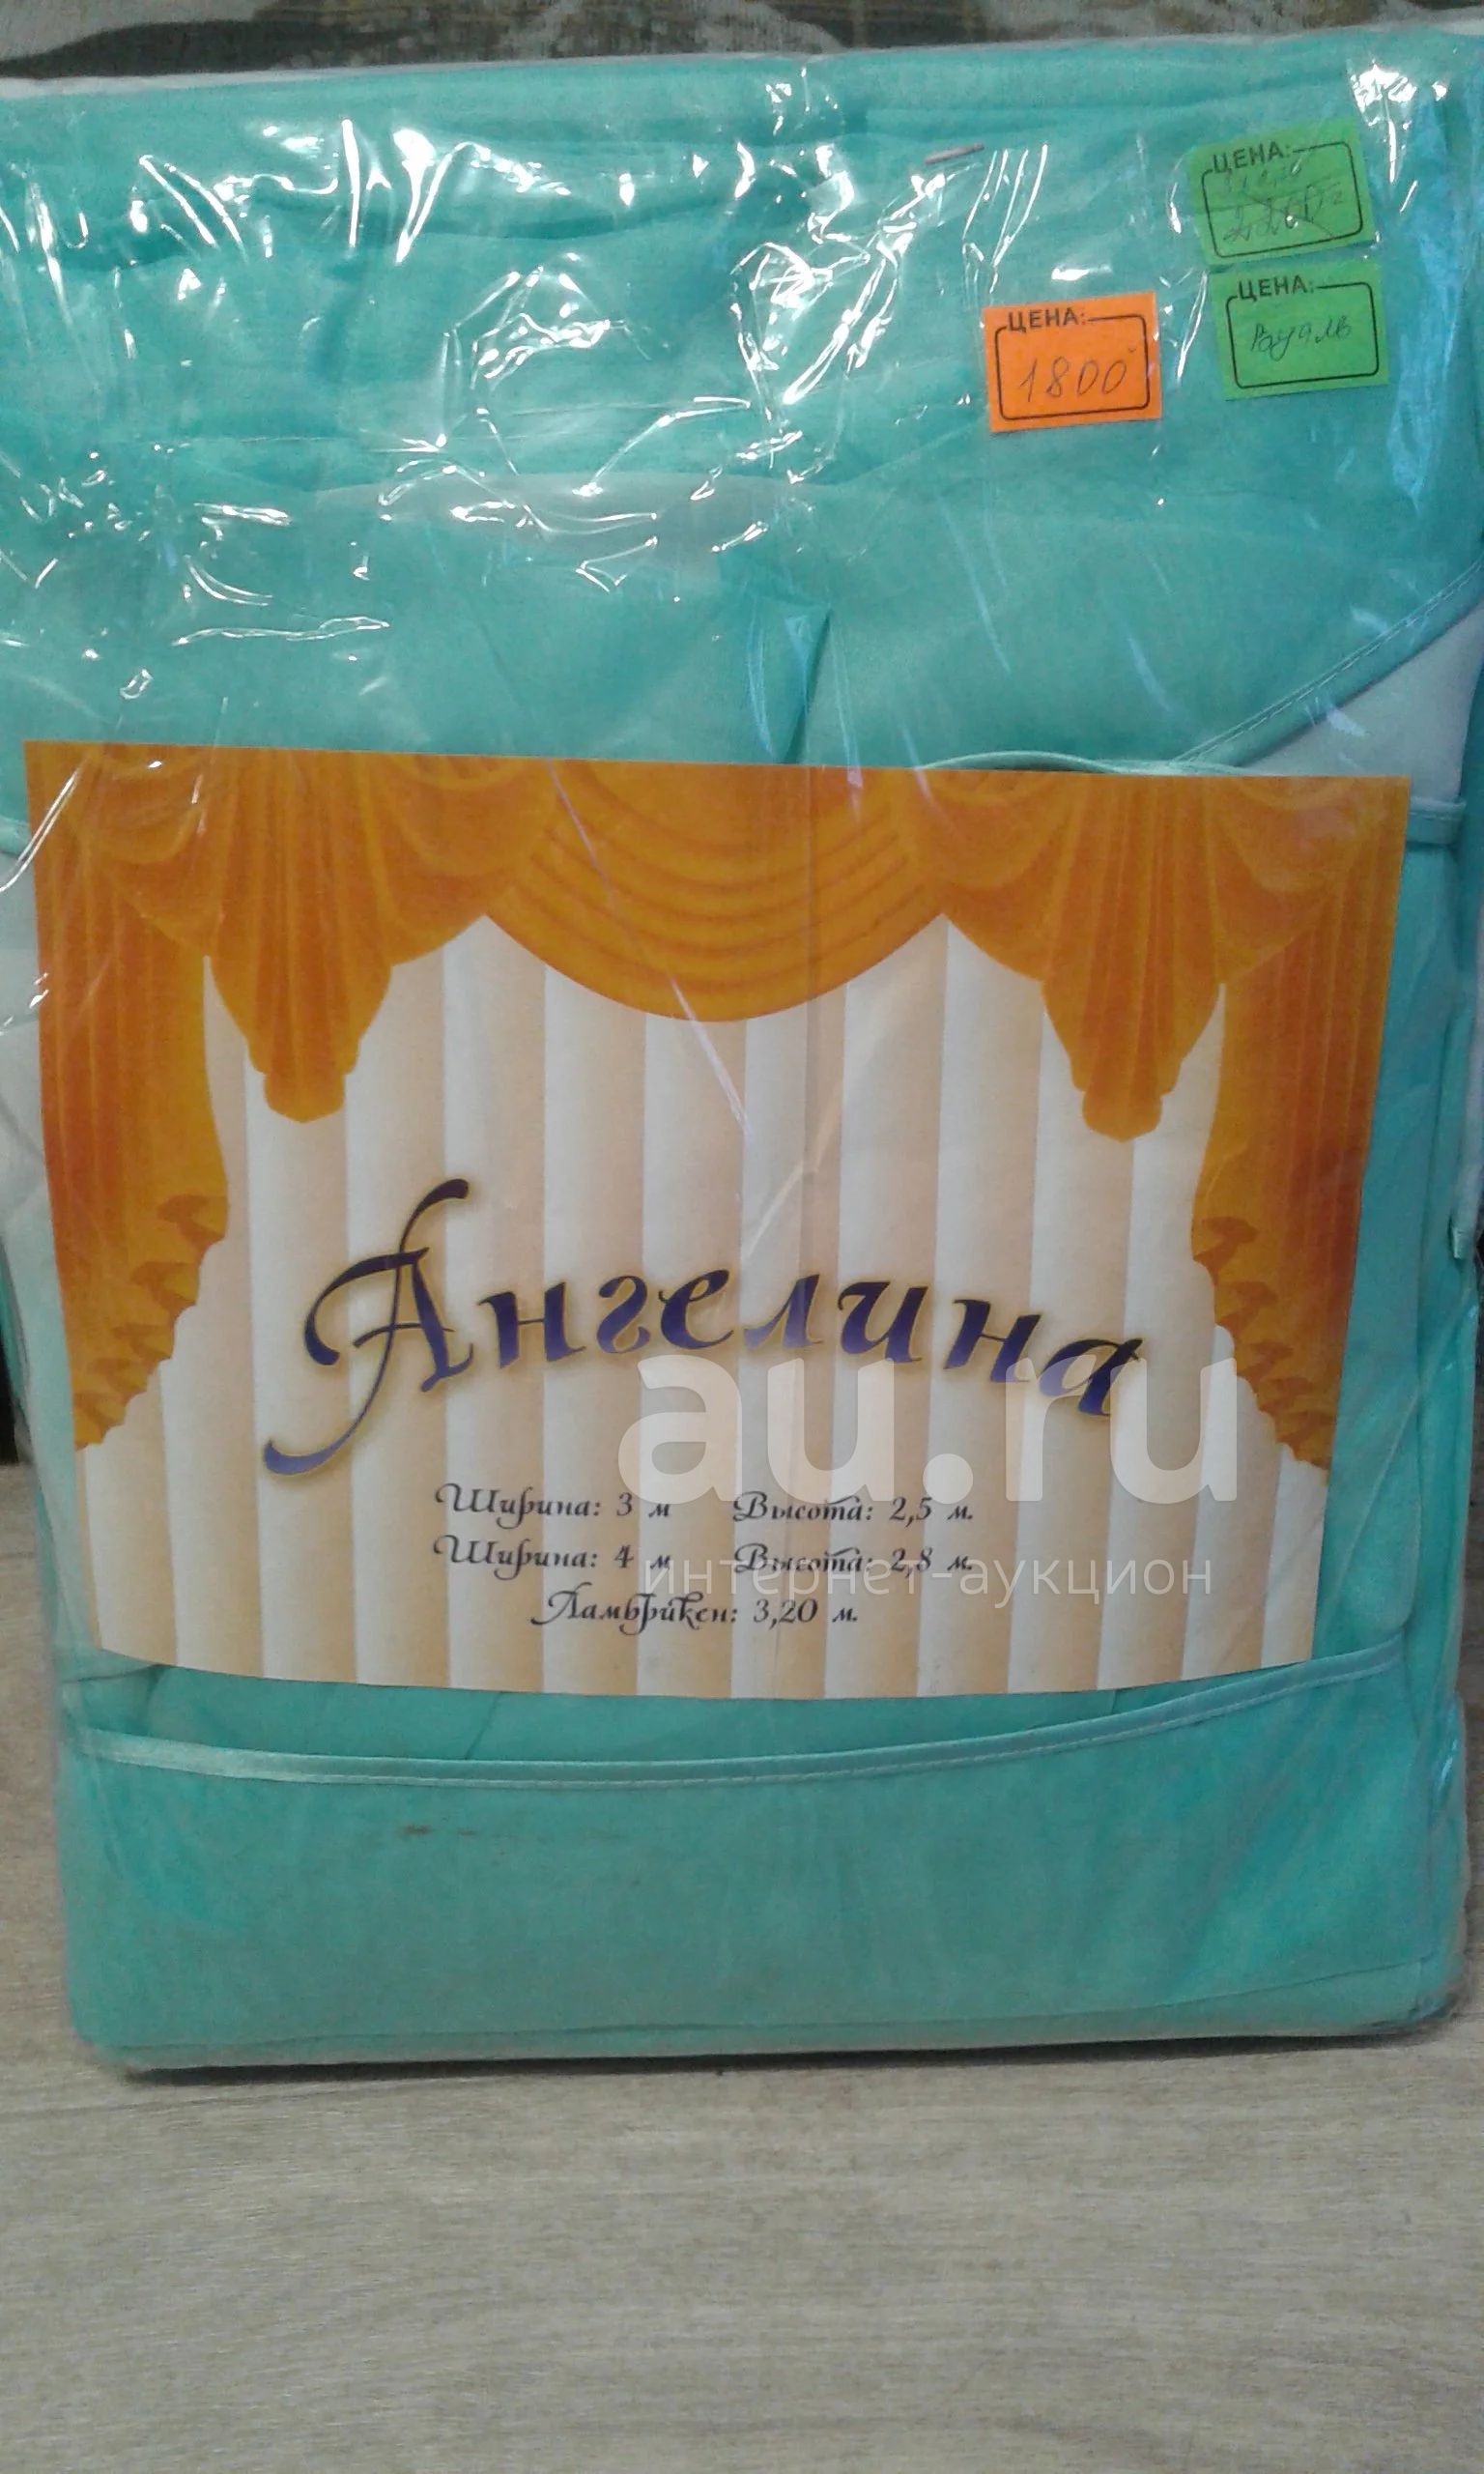 ЦЕНА:
ЦЕНА:
ЦЕНА:
1800
Ангелина
au.ru
Ширина: 3 м Высота: 2,5 м.
Ширина: 4 м Высота: 2,8 м.
интернет-аукцион
Ламбрикен: 3,20 м.